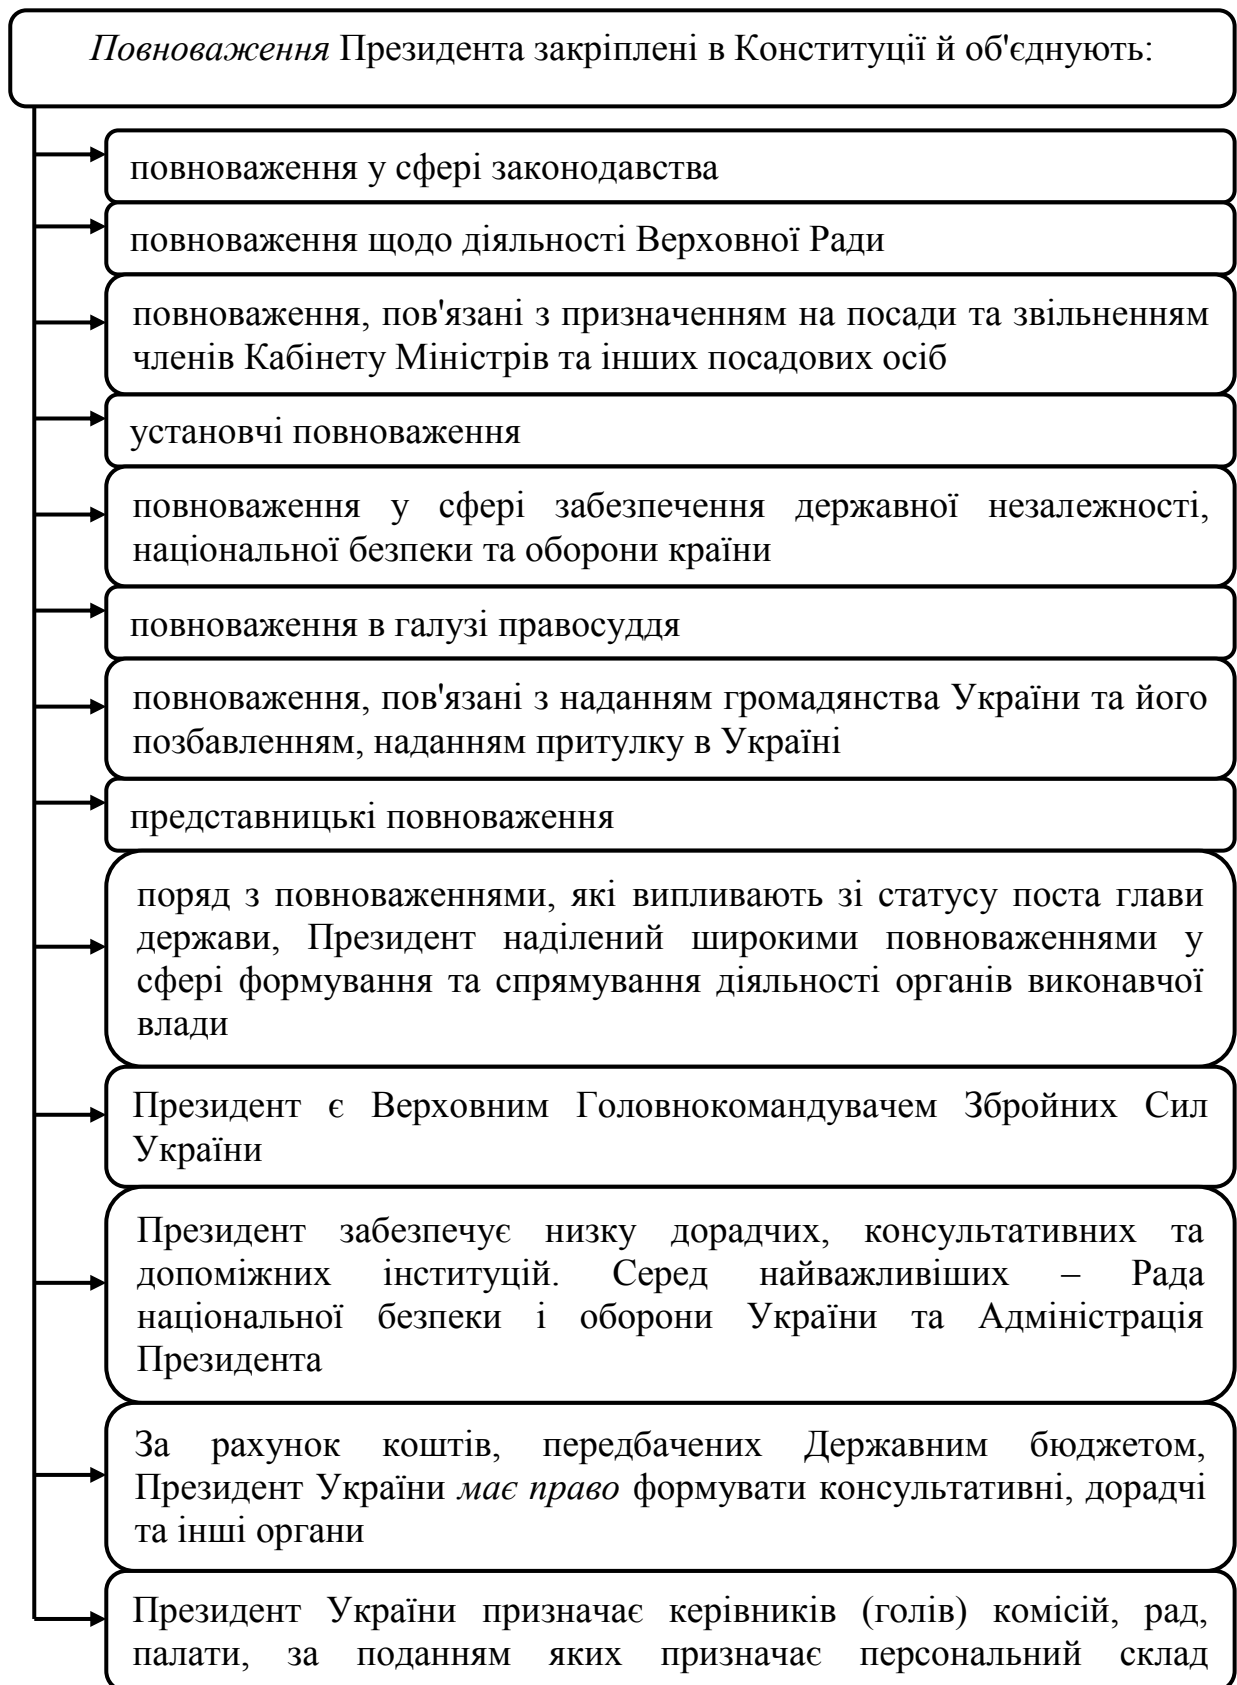 Повноваження Президента закріплені в Конституції й об'єднують:
повноваження у сфері законодавства
повноваження щодо діяльності Верховної Ради
повноваження, пов'язані з призначенням на посади та звільненням
членів Кабінету Міністрів та інших посадових осіб
установчі повноваження
повноваження у сфері забезпечення державної незалежності,
національної безпеки та оборони країни
повноваження в галузі правосуддя
повноваження, пов'язані з наданням громадянства України та його
позбавленням, наданням притулку в Україні
представницькі повноваження
поряд з повноваженнями, які випливають зі статусу поста глави
держави, Президент наділений широкими повноваженнями у
сфері формування та спрямування діяльності органів виконавчої
влади
Президент є Верховним Головнокомандувачем Збройних Сил
України
Президент забезпечує низку дорадчих, консультативних та
допоміжних інституцій. Серед найважливіших – Рада
національної безпеки і оборони України та Адміністрація
Президента
За рахунок коштів, передбачених Державним бюджетом,
Президент України має право формувати консультативні, дорадчі
та інші органи
Президент України призначає керівників (голів) комісій, рад,
палати, за поданням яких призначає персональний склад